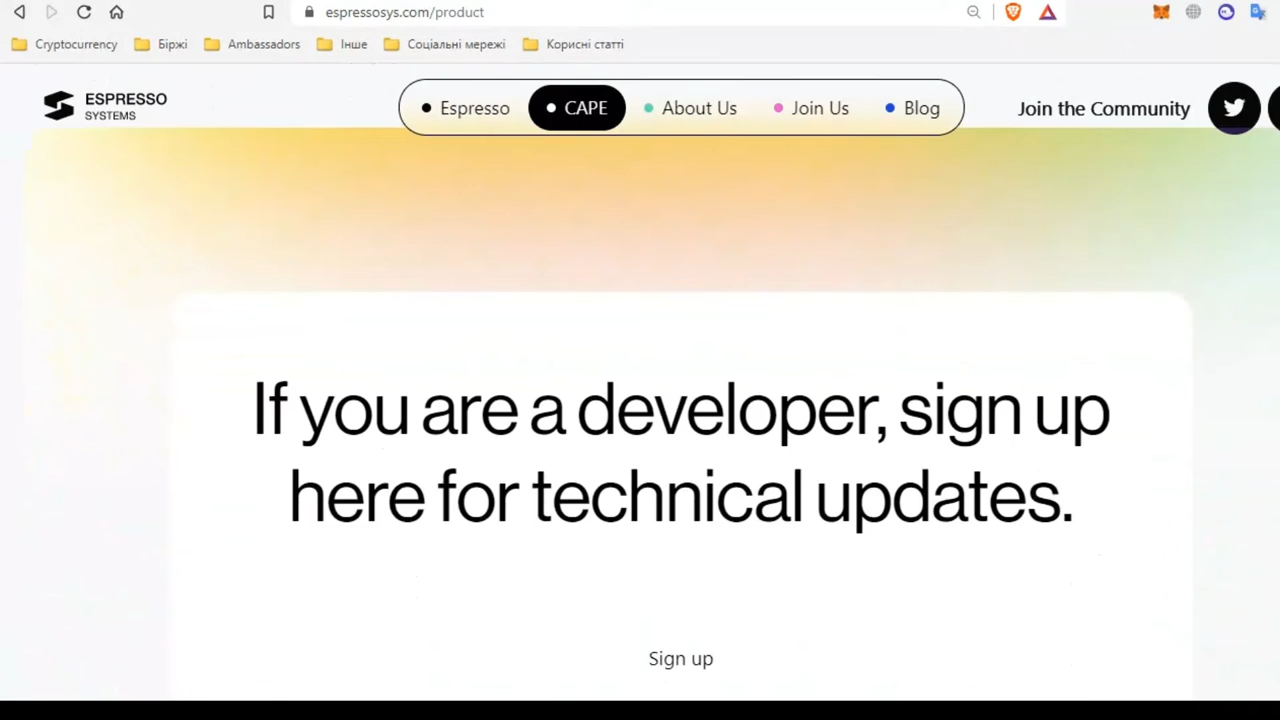 espressosys.com/product
Cryptocurrency Біржі Ambassadors Інше Соціальні мережі Корисні статті
ESPRESSO
SYSTEMS
Espresso CAPE About Us Join Us Blog Join the Community
If you are a developer, sign up
here for technical updates.
Sign up